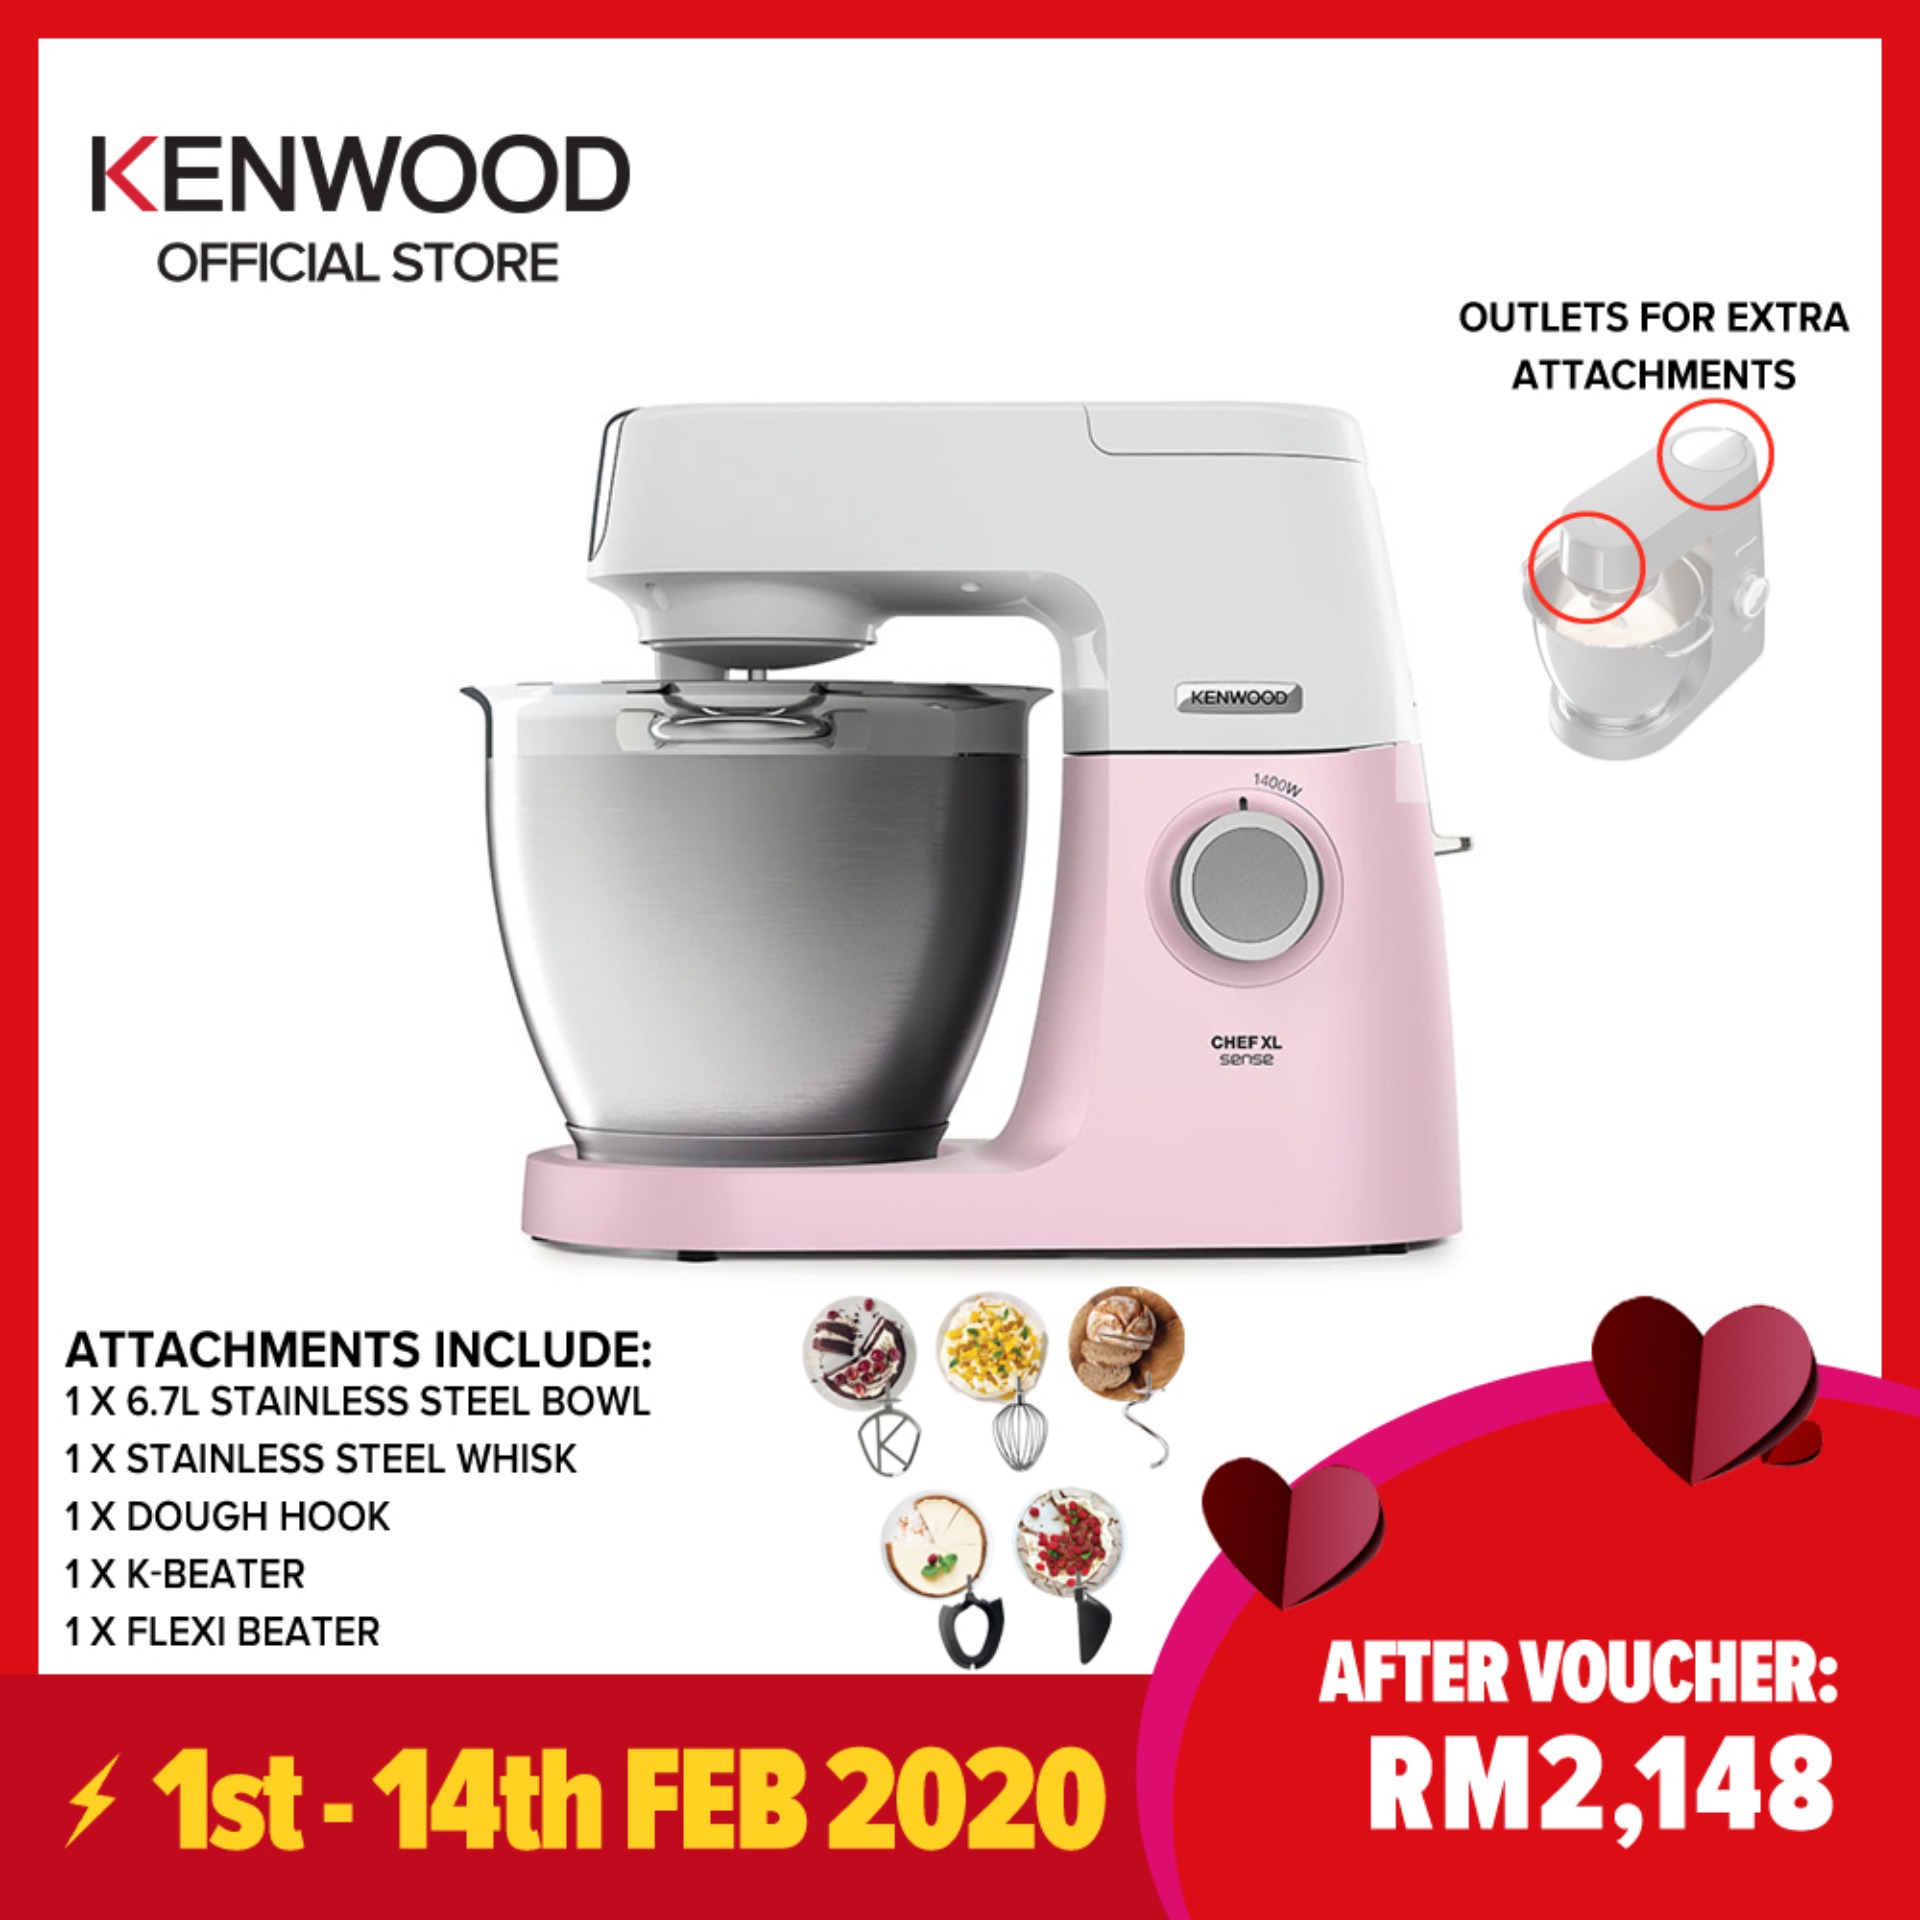 KENWOOD
OFFICIAL STORE
OUTLETS FOR EXTRA
ATTACHMENTS
KENWOOD
1400W
CHEF XL
sense
ATTACHMENTS INCLUDE:
1 X 6.7L STAINLESS STEEL BOWL
1 X STAINLESS STEEL WHISK
1 X DOUGH HOOK
1 X K-BEATER
1 X FLEXI BEATER
1st - 14th FEB 2020
AFTER VOUCHER:
RM2,148